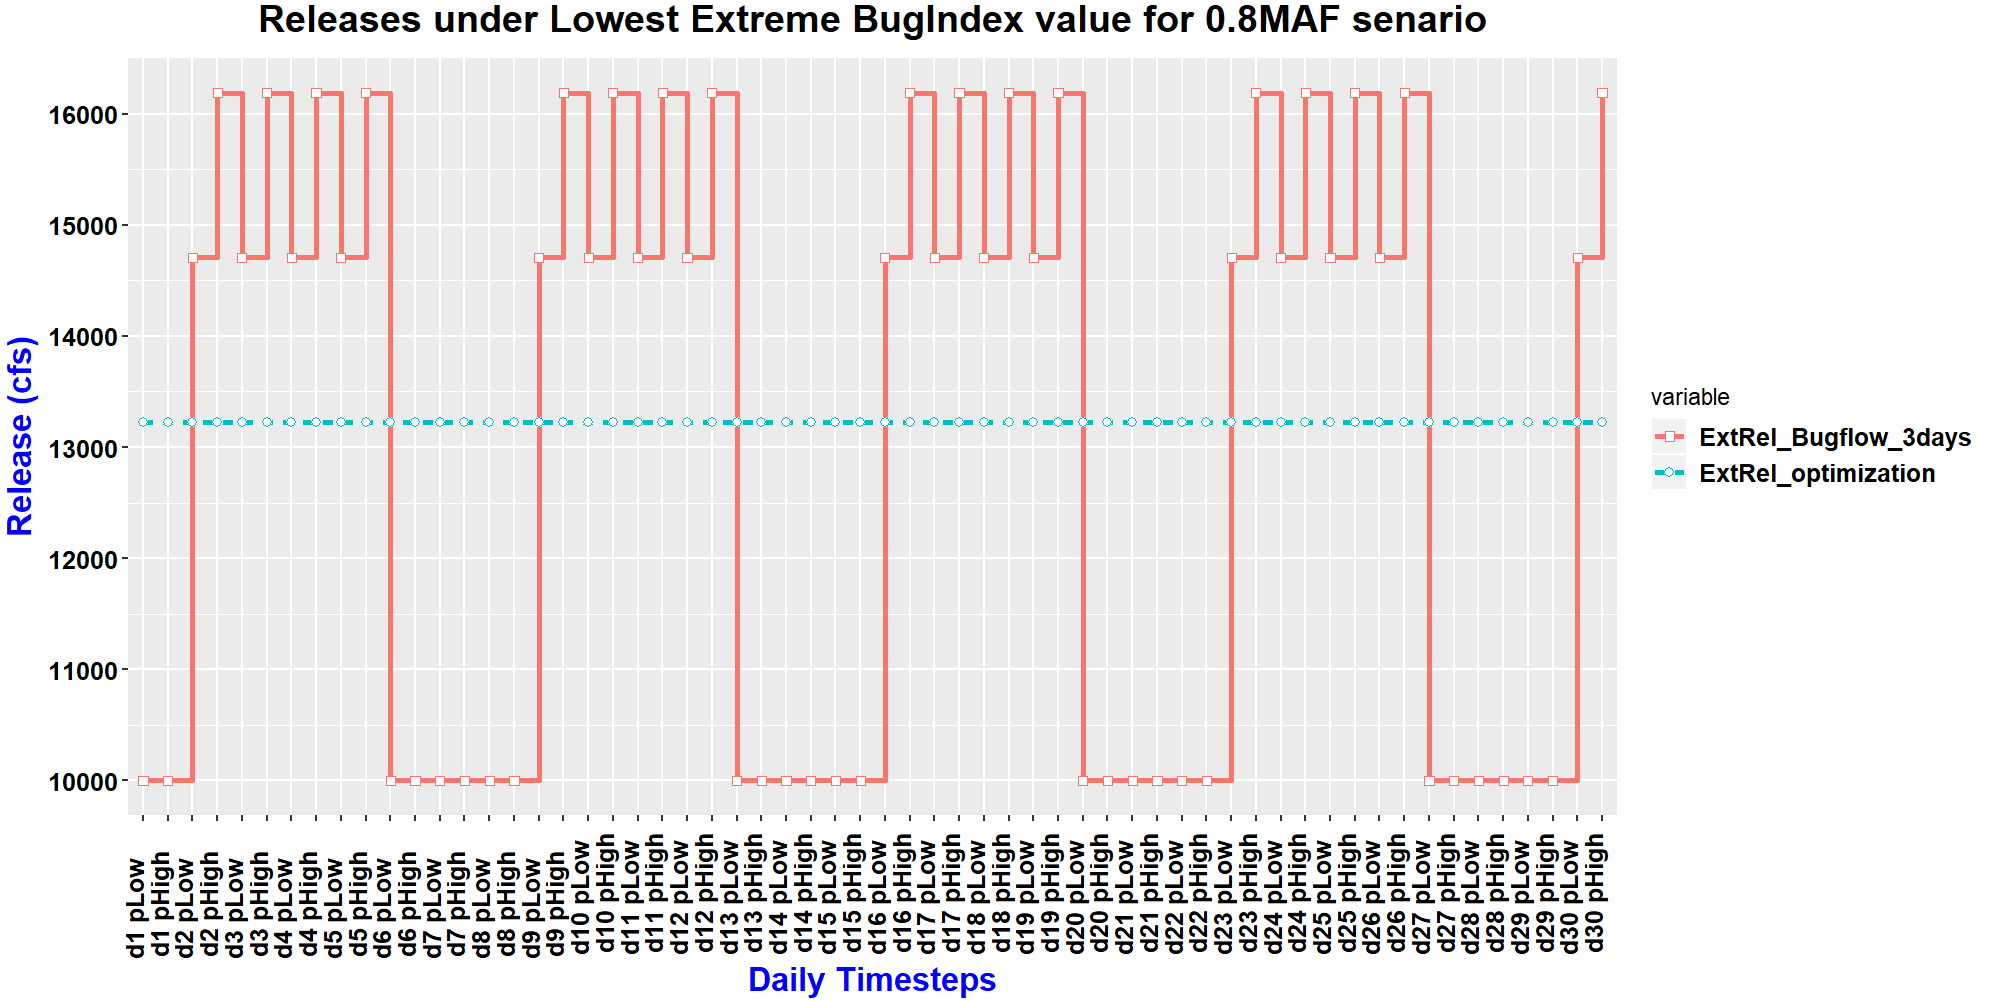 Releases under Lowest Extreme BugIndex value for 0.8MAF senario
Release (cfs)
16000
15000
14000
13000
12000
11000
10000
d1 pLow
d1 pHigh
d2 pLow
d2 pHigh
d3 pLow
d3 pHigh
d4 pLow
d4 pHigh
d5 pLow
d5 pHigh
d6 pLow
d6 pHigh
d7 pLow
d7 pHigh
d8 pLow
d8 pHigh
d9 pLow
d9 pHigh
d10 pLow
d10 pHigh
d11 pLow
d11 pHigh
d12 pLow
d12 pHigh
d13 pLow
d13 pHigh
d14 pLow
d14 pHigh
d15 pLow
d15 pHigh
d16 pLow
d16 pHigh
d17 pLow
d17 pHigh
d18 pLow
d18 pHigh
d19 pLow
d19 pHigh
d20 pLow
d20 pHigh
d21 pLow
d21 pHigh
d22 pLow
d22 pHigh
d23 pLow
d23 pHigh
d24 pLow
d24 pHigh
d25 pLow
d25 pHigh
d26 pLow
d26 pHigh
d27 pLow
d27 pHigh
d28 pLow
d28 pHigh
d29 pLow
d29 pHigh
d30 pLow
d30 pHigh
Daily Timesteps
variable
ExtRel_Bugflow_3days
ExtRel_optimization